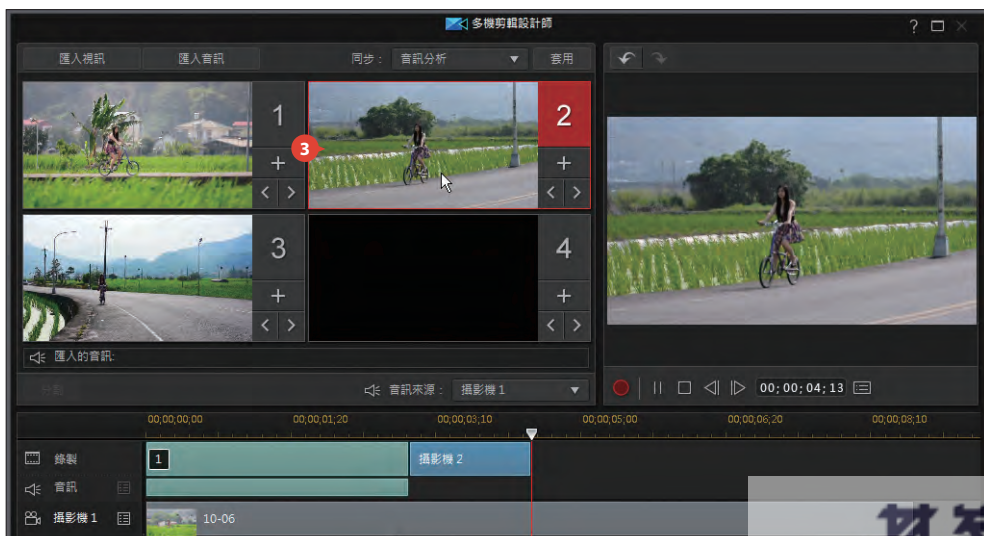 多機剪輯設計師
?
匯入視訊 匯入音訊 同步： 音訊分析 套用
1
2
3
3
4
匯入的音訊:
分割 音訊來源： 攝影機 1
00; 00; 04; 13
00;00;00;00 00;00;01;20 00;00;03;10 00;00;05;00 00;00;06;20 00;00;08;10
錄製 1 攝影機 2
音訊
攝影機 1 10-06